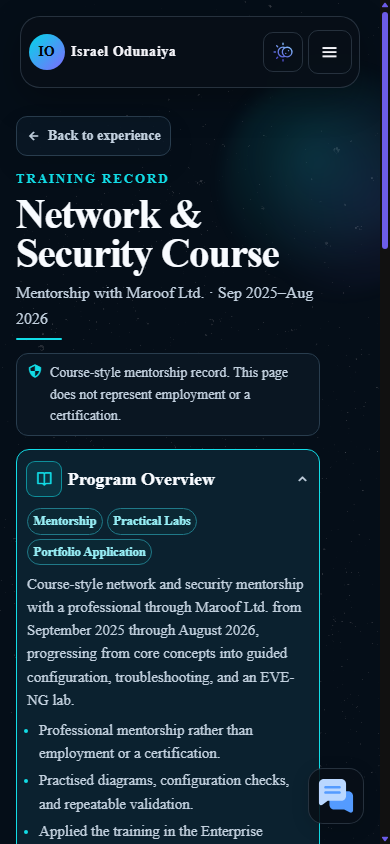 IO Israel Odunaiya
← Back to experience
TRAINING RECORD
Network &
Security Course
Mentorship with Maroof Ltd. · Sep 2025–Aug
2026
Course-style mentorship record. This page
does not represent employment or a
certification.
Program Overview
Mentorship Practical Labs
Portfolio Application
Course-style network and security mentorship
with a professional through Maroof Ltd. from
September 2025 through August 2026,
progressing from core concepts into guided
configuration, troubleshooting, and an EVE-
NG lab.
• Professional mentorship rather than
employment or a certification.
• Practised diagrams, configuration checks,
and repeatable validation.
• Applied the training in the Enterprise